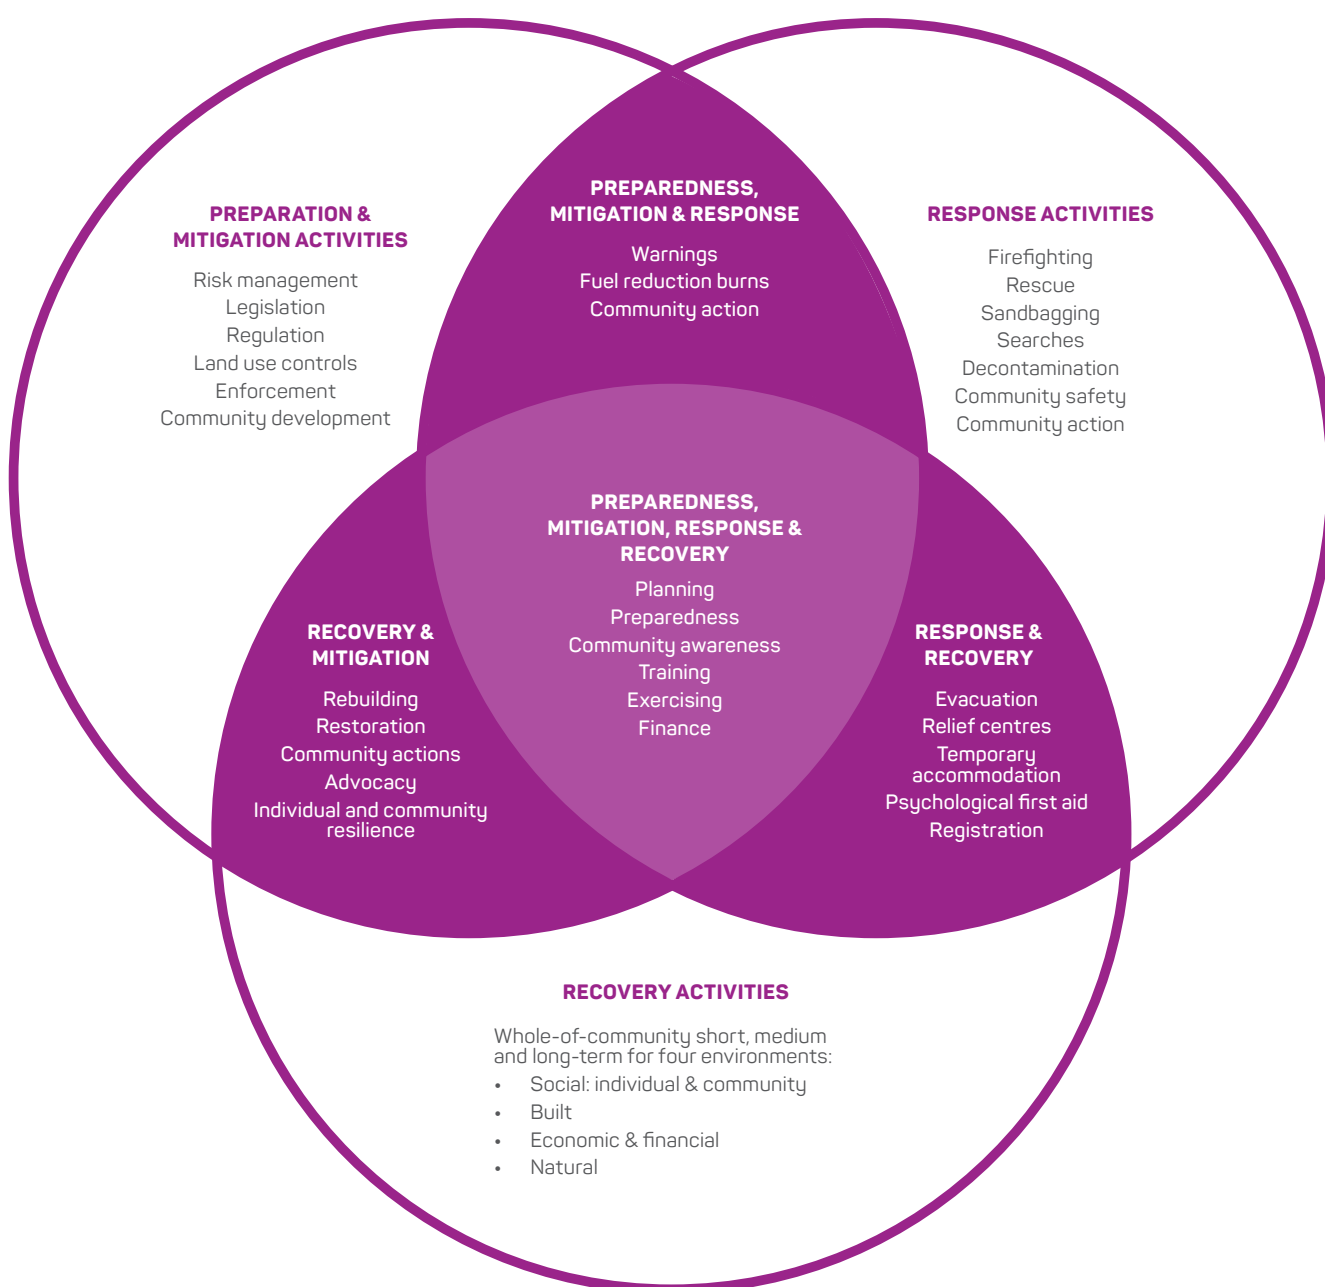 PREPARATION &
MITIGATION ACTIVITIES
Risk management
Legislation
Regulation
Land use controls
Enforcement
Community development
PREPAREDNESS,
MITIGATION & RESPONSE
Warnings
Fuel reduction burns
Community action
RESPONSE ACTIVITIES
Firefighting
Rescue
Sandbagging
Searches
Decontamination
Community safety
Community action
PREPAREDNESS,
MITIGATION, RESPONSE &
RECOVERY
Planning
Preparedness
Community awareness
Training
Exercising
Finance
RECOVERY &
MITIGATION
Rebuilding
Restoration
Community actions
Advocacy
Individual and community
resilience
RESPONSE &
RECOVERY
Evacuation
Relief centres
Temporary
accommodation
Psychological first aid
Registration
RECOVERY ACTIVITIES
Whole-of-community short, medium
and long-term for four environments:
• Social: individual & community
• Built
• Economic & financial
• Natural